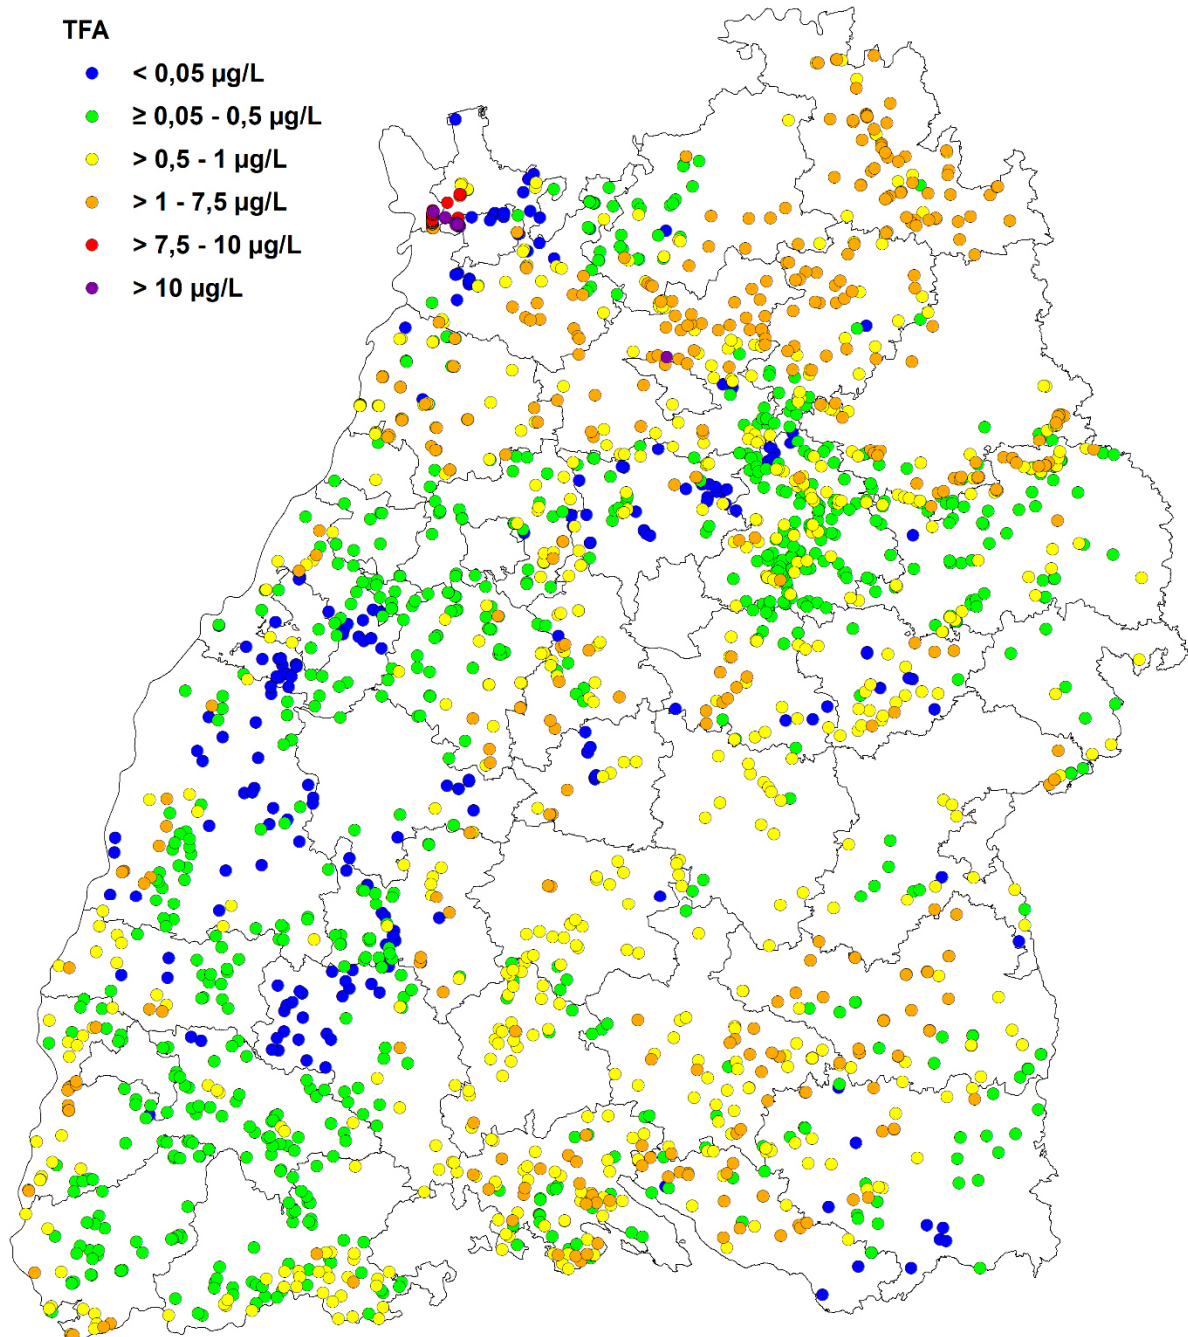 TFA
< 0,05 µg/L
≥ 0,05 - 0,5 µg/L
> 0,5 - 1 µg/L
> 1 - 7,5 µg/L
> 7,5 - 10 µg/L
> 10 µg/L